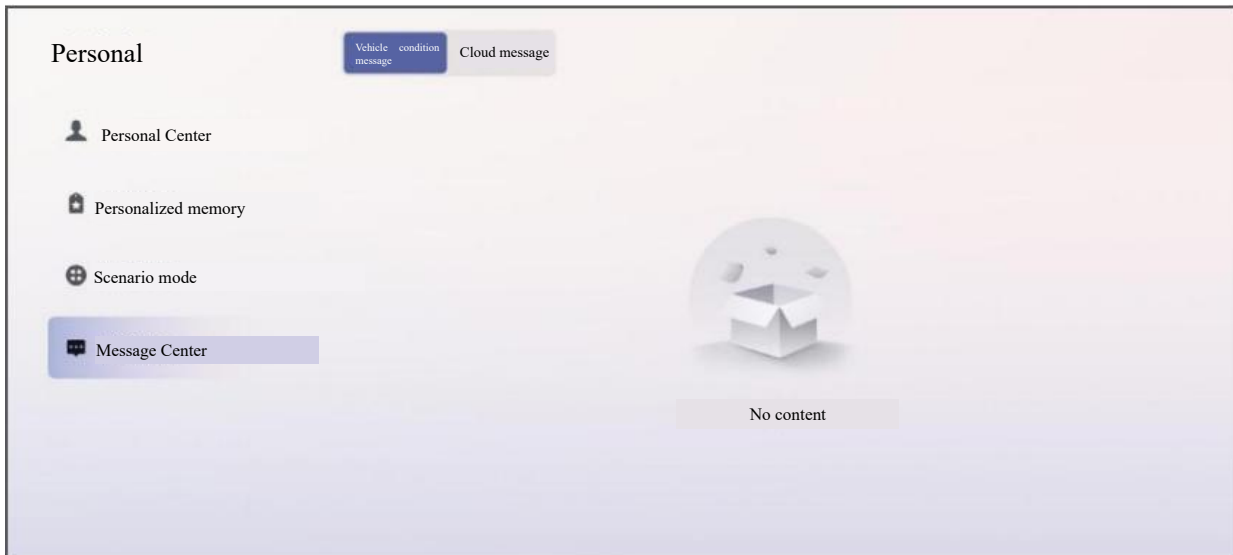 Personal
Vehicle condition
message
Cloud message
Personal Center
Personalized memory
Scenario mode
Message Center
No content